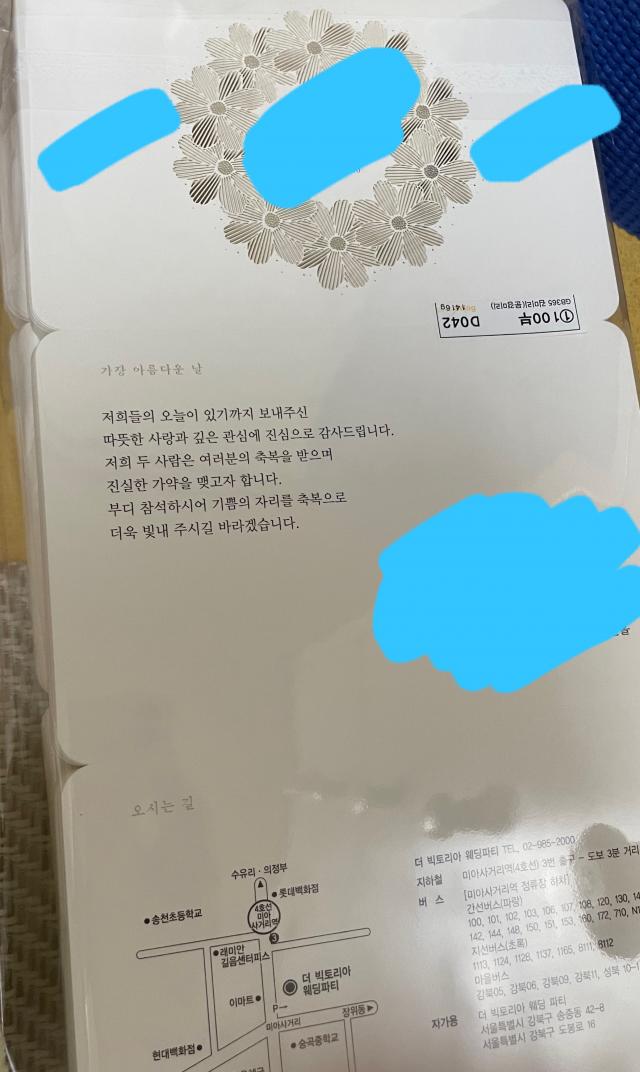 ①100부
D042
GB365
가장 아름다운 날
저희들의 오늘이 있기까지 보내주신
따뜻한 사랑과 깊은 관심에 진심으로 감사드립니다.
저희 두 사람은 여러분의 축복을 받으며
진실한 가약을 맺고자 합니다.
부디 참석하시어 기쁨의 자리를 축복으로
더욱 빛내 주시길 바라겠습니다.
오시는 길
수유리 · 의정부
롯데백화점
4호선
미아
사거리역
송천초등학교
3
래미안
길음센터피스
더 빅토리아
웨딩파티
이마트
P
미아사거리
장위동
현대백화점
숭곡중학교
더 빅토리아 웨딩파티 TEL. 02-985-2000
지하철 미아사거리역(4호선) 3번 출구 - 도보 3분 거리
버 스 [미아사거리역 정류장 하차]
간선버스(파랑)
100, 101, 102, 103, 106, 107, 108, 120, 130,
142, 144, 148, 150, 151, 153, 160, 172, 710,
지선버스(초록)
1113, 1124, 1128, 1137, 1165, 8111, 8112
마을버스
강북05, 강북06, 강북09, 강북11, 성북
자가용 더 빅토리아 웨딩 파티
서울특별시 강북구 송중동 42-8
서울특별시 강북구 도봉로 16